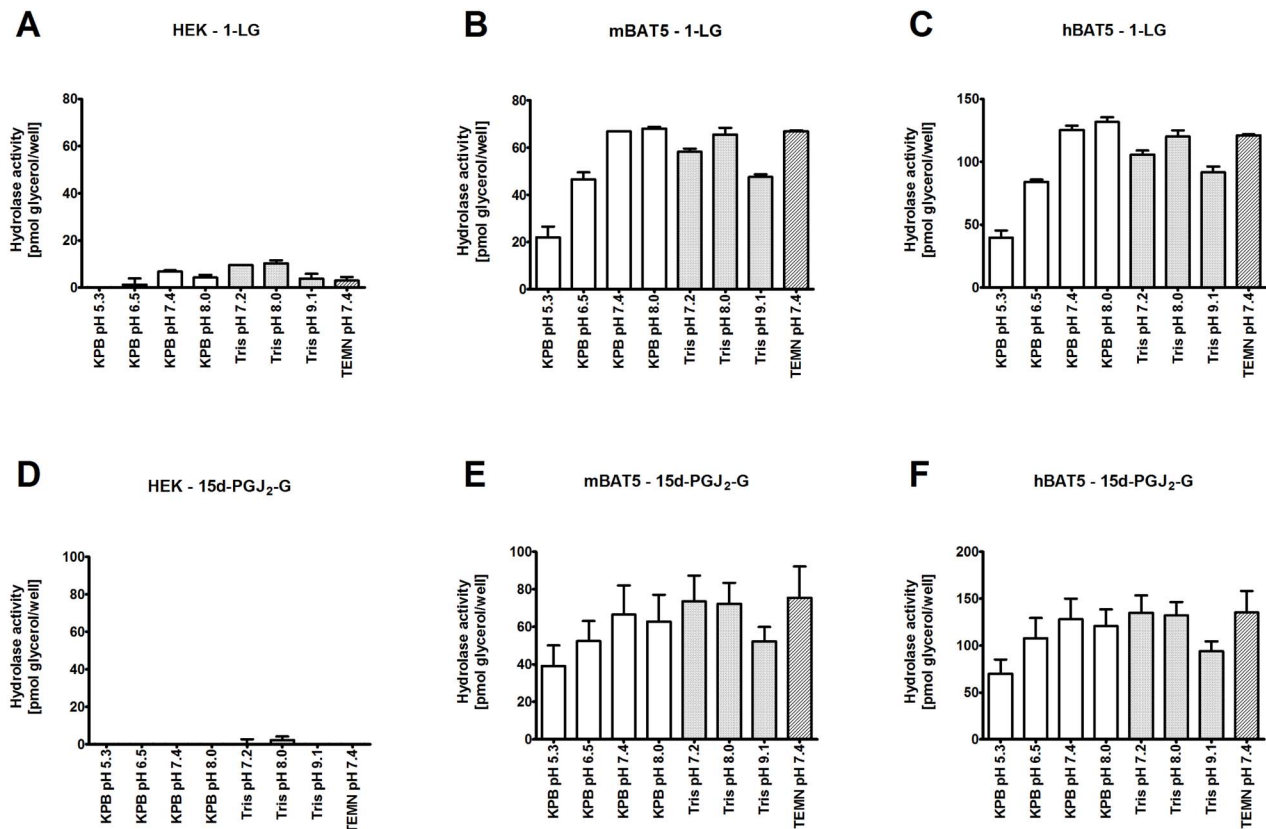 A
HEK - 1-LG
Hydrolase activity
[pmol glycerol/well]
80
60
40
20
0
KPB pH 5.3
KPB pH 6.5
KPB pH 7.4
KPB pH 8.0
Tris pH 7.2
Tris pH 8.0
Tris pH 9.1
TEMN pH 7.4
B
mBAT5 - 1-LG
Hydrolase activity
[pmol glycerol/well]
80
60
40
20
0
KPB pH 5.3
KPB pH 6.5
KPB pH 7.4
KPB pH 8.0
Tris pH 7.2
Tris pH 8.0
Tris pH 9.1
TEMN pH 7.4
C
hBAT5 - 1-LG
Hydrolase activity
[pmol glycerol/well]
150
100
50
0
KPB pH 5.3
KPB pH 6.5
KPB pH 7.4
KPB pH 8.0
Tris pH 7.2
Tris pH 8.0
Tris pH 9.1
TEMN pH 7.4
D
HEK - 15d-PGJ₂-G
Hydrolase activity
[pmol glycerol/well]
100
80
60
40
20
0
KPB pH 5.3
KPB pH 6.5
KPB pH 7.4
KPB pH 8.0
Tris pH 7.2
Tris pH 8.0
Tris pH 9.1
TEMN pH 7.4
E
mBAT5 - 15d-PGJ₂-G
Hydrolase activity
[pmol glycerol/well]
100
80
60
40
20
0
KPB pH 5.3
KPB pH 6.5
KPB pH 7.4
KPB pH 8.0
Tris pH 7.2
Tris pH 8.0
Tris pH 9.1
TEMN pH 7.4
F
hBAT5 - 15d-PGJ₂-G
Hydrolase activity
[pmol glycerol/well]
200
150
100
50
0
KPB pH 5.3
KPB pH 6.5
KPB pH 7.4
KPB pH 8.0
Tris pH 7.2
Tris pH 8.0
Tris pH 9.1
TEMN pH 7.4